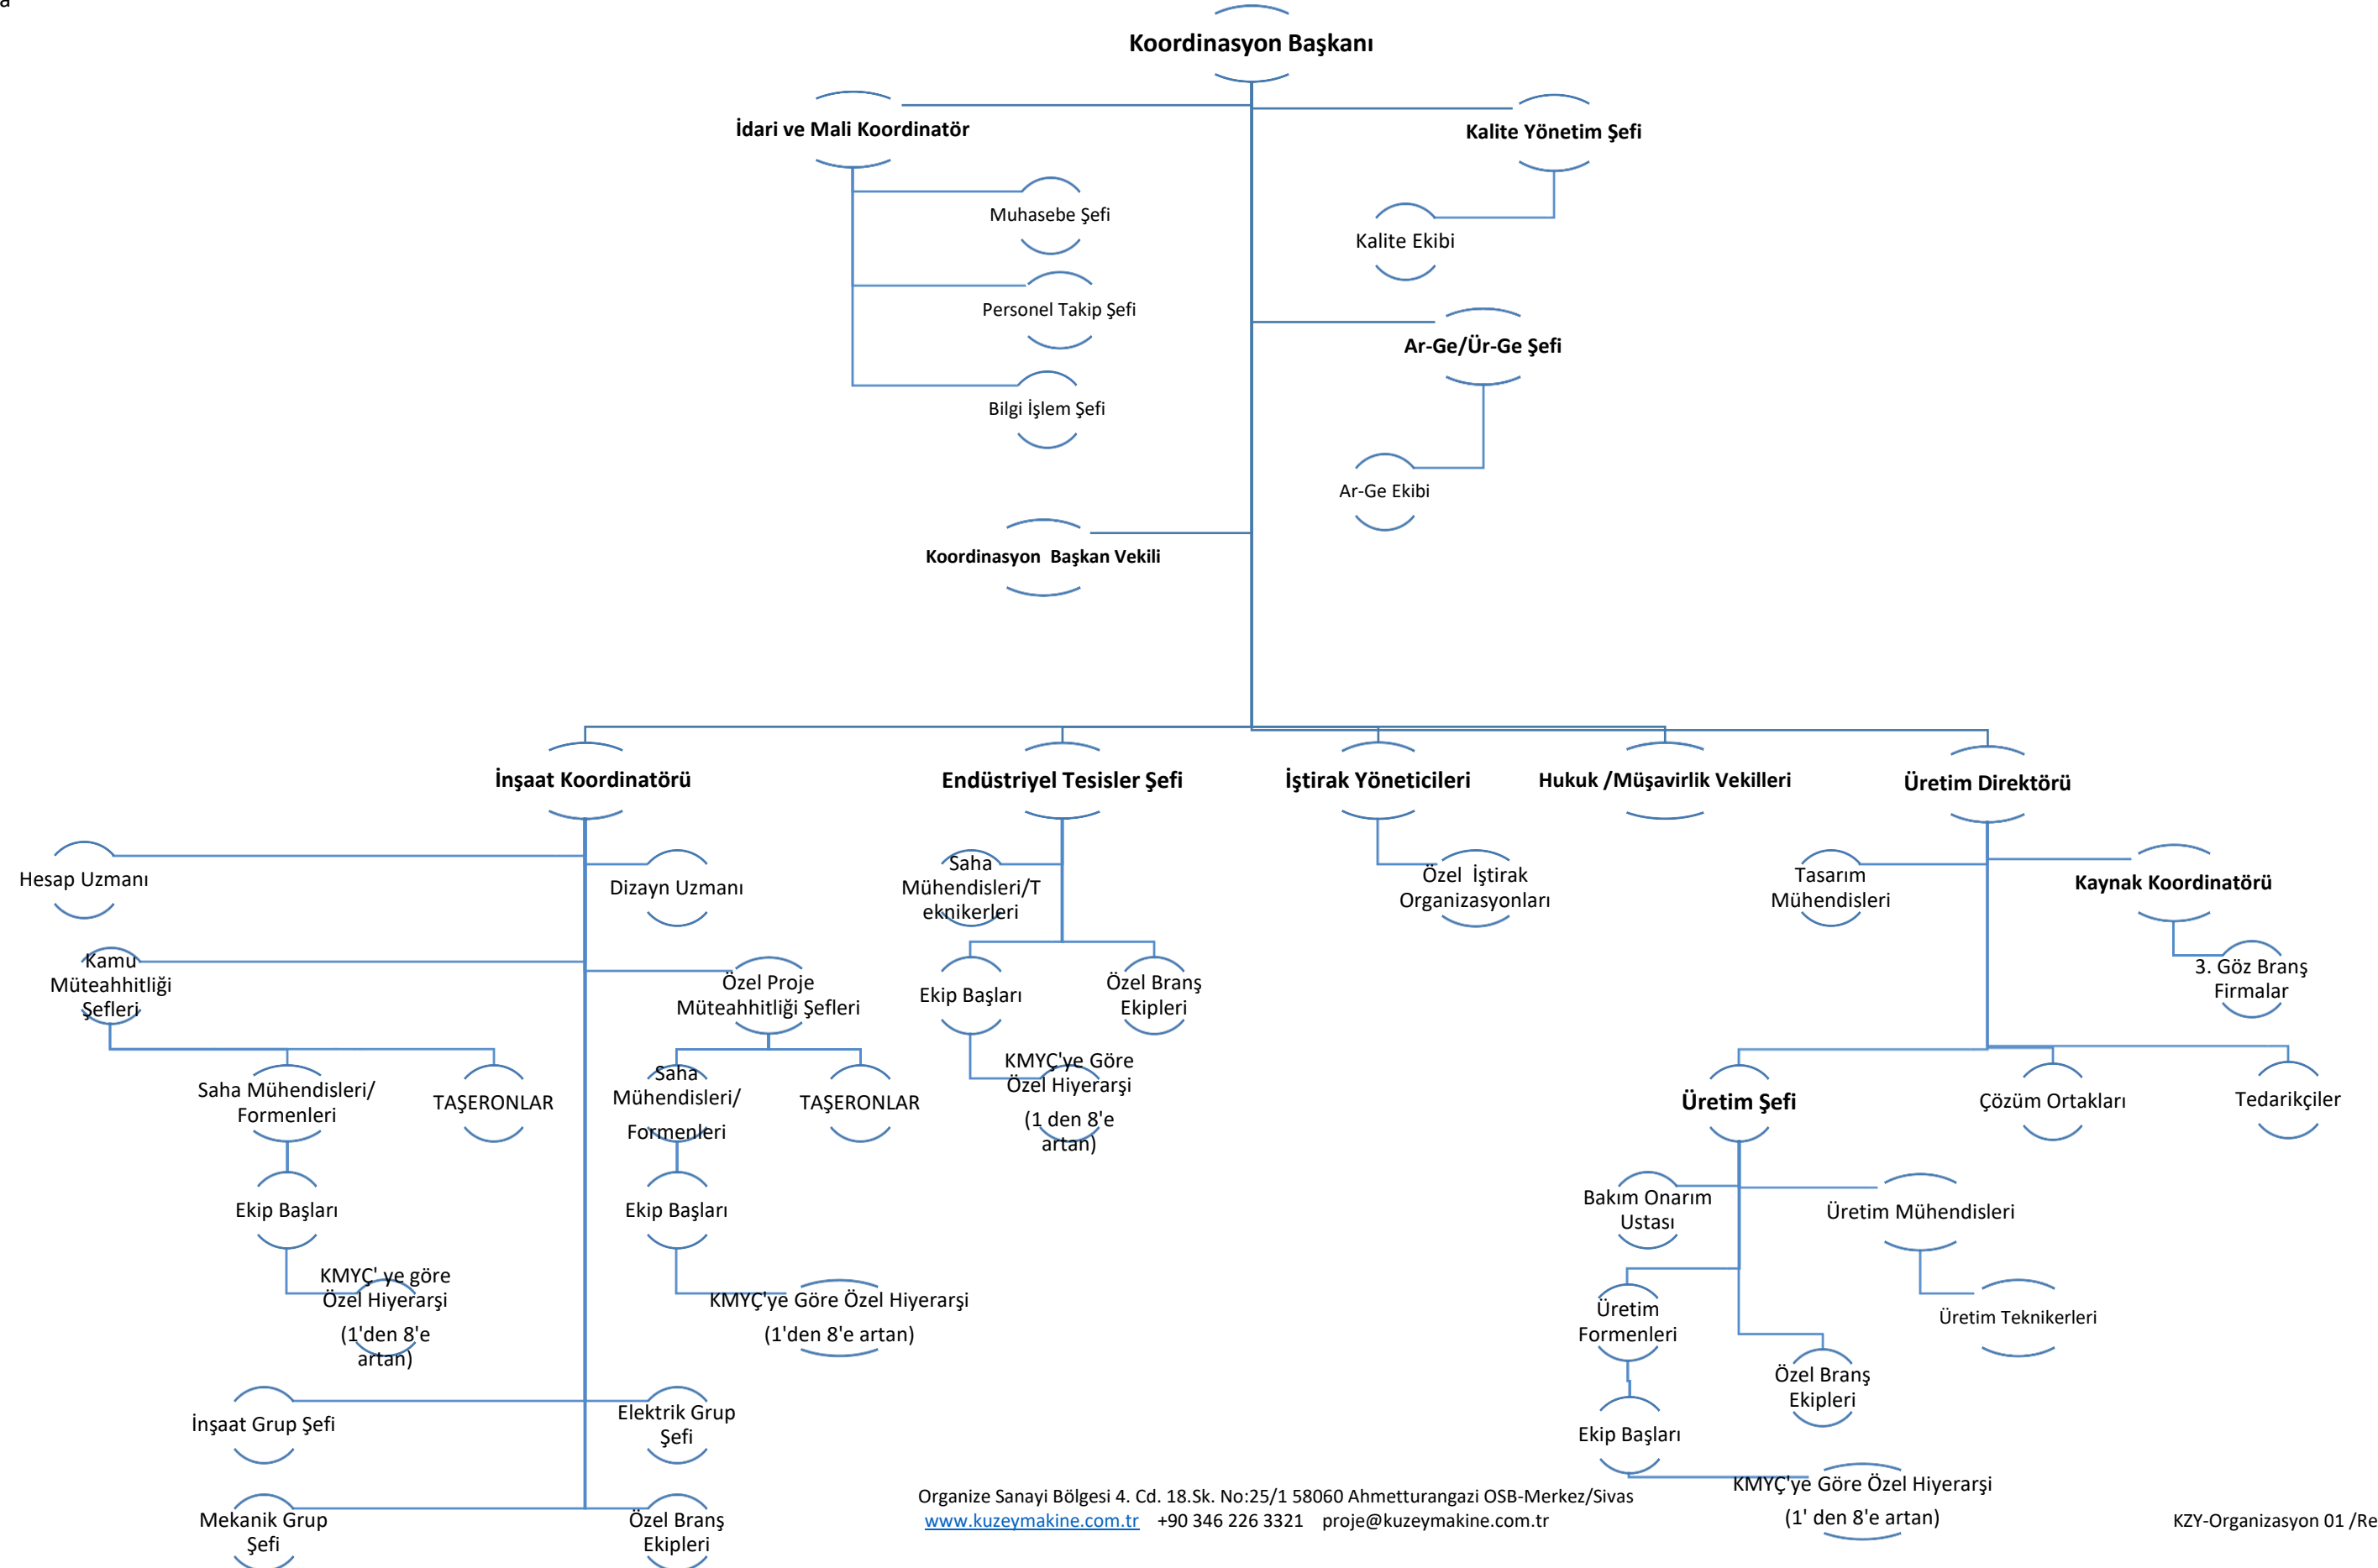 a
Koordinasyon Başkanı
İdari ve Mali Koordinatör
Kalite Yönetim Şefi
Muhasebe Şefi
Kalite Ekibi
Personel Takip Şefi
Ar-Ge/Ür-Ge Şefi
Bilgi İşlem Şefi
Ar-Ge Ekibi
Koordinasyon Başkan Vekili
İnşaat Koordinatörü
Endüstriyel Tesisler Şefi
İştirak Yöneticileri
Hukuk /Müşavirlik Vekilleri
Üretim Direktörü
Hesap Uzmanı
Dizayn Uzmanı
Saha
Mühendisleri/T
eknikerleri
Özel İştirak
Organizasyonları
Tasarım
Mühendisleri
Kaynak Koordinatörü
Kamu
Müteahhitliği
Şefleri
Özel Proje
Müteahhitliği Şefleri
Ekip Başları
Özel Branş
Ekipleri
3. Göz Branş
Firmalar
Saha Mühendisleri/
Formenleri
TAŞERONLAR
Saha
Mühendisleri/
Formenleri
TAŞERONLAR
KMYÇ'ye Göre
Özel Hiyerarşi
(1 den 8'e
artan)
Üretim Şefi
Çözüm Ortakları
Tedarikçiler
Ekip Başları
Ekip Başları
Bakım Onarım
Ustası
Üretim Mühendisleri
KMYÇ' ye göre
Özel Hiyerarşi
(1'den 8'e
artan)
KMYÇ'ye Göre Özel Hiyerarşi
(1'den 8'e artan)
Üretim
Formenleri
Üretim Teknikerleri
Özel Branş
Ekipleri
İnşaat Grup Şefi
Elektrik Grup
Şefi
Ekip Başları
KMYÇ'ye Göre Özel Hiyerarşi
(1' den 8'e artan)
Mekanik Grup
Şefi
Özel Branş
Ekipleri
Organize Sanayi Bölgesi 4. Cd. 18.Sk. No:25/1 58060 Ahmetturangazi OSB-Merkez/Sivas
www.kuzeymakine.com.tr +90 346 226 3321 proje@kuzeymakine.com.tr
KZY-Organizasyon 01 /Re